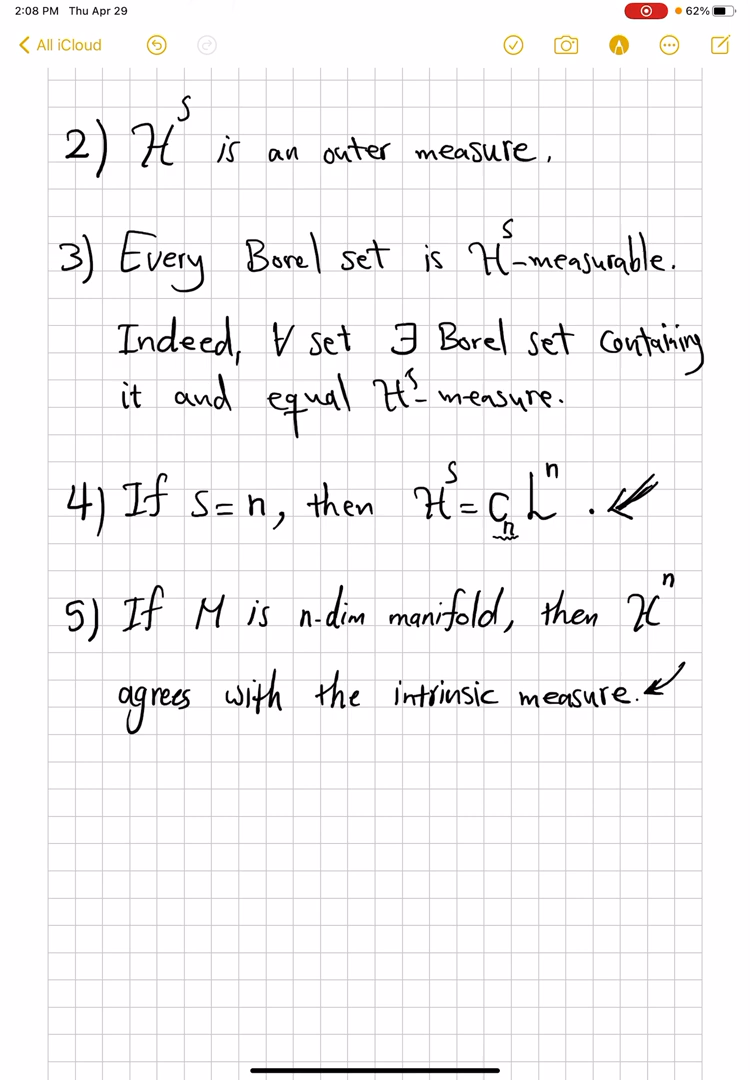 2:08 PM Thu Apr 29 62%
All iCloud
2) H^s is an outer measure.
3) Every Borel set is H^s-measurable.
Indeed, ∀ set ∃ Borel set containing
it and equal H^s-measure.
4) If s=n, then H^s = c_n L^n.
5) If M is n-dim manifold, then H^n
agrees with the intrinsic measure.